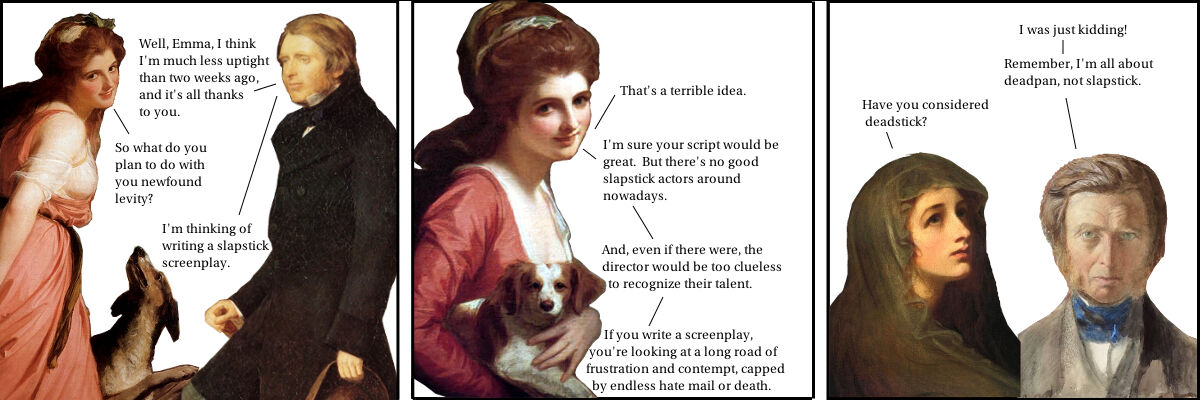 Well, Emma, I think
I'm much less uptight
than two weeks ago,
and it's all thanks
to you.
So what do you
plan to do with
you newfound
levity?
I'm thinking of
writing a slapstick
screenplay.
That's a terrible idea.
I'm sure your script would be
great. But there's no good
slapstick actors around
nowadays.
And, even if there were, the
director would be too clueless
to recognize their talent.
If you write a screenplay,
you're looking at a long road of
frustration and contempt, capped
by endless hate mail or death.
I was just kidding!
Remember, I'm all about
deadpan, not slapstick.
Have you considered
deadstick?